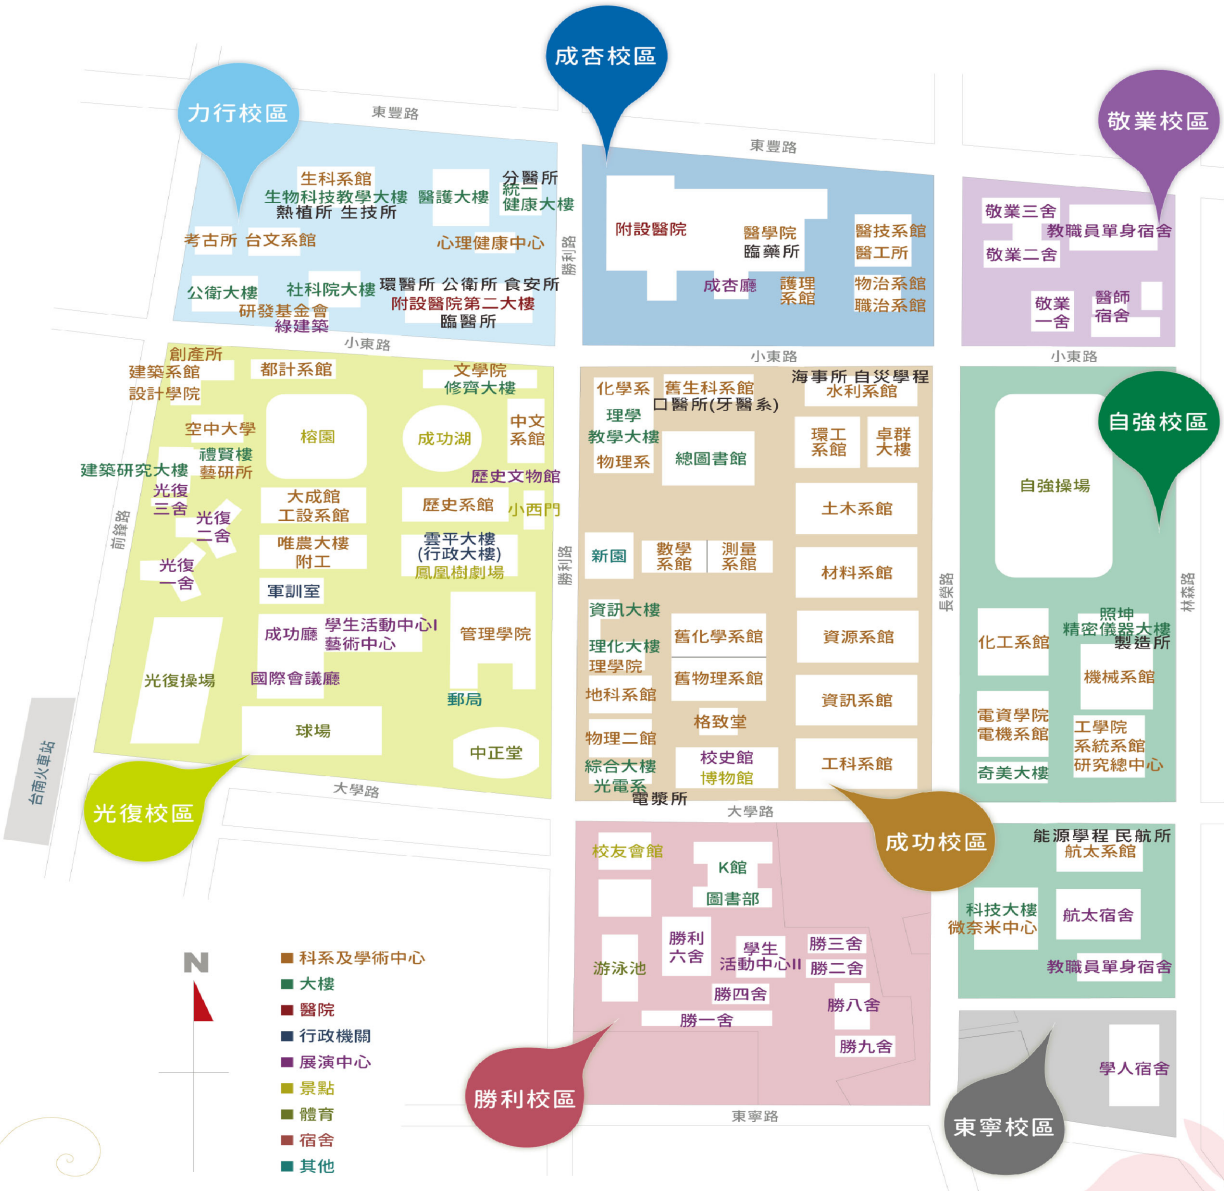 成杏校區
力行校區
敬業校區
東豐路
東豐路
生科系館
生物科技教學大樓
熱植所 生技所
醫護大樓
分醫所
統一
健康大樓
考古所
台文系館
心理健康中心
公衛大樓
社科院大樓
研發基金會
綠建築
環醫所 公衛所 食安所
附設醫院第二大樓
臨醫所
勝利路
附設醫院
醫學院
臨藥所
醫技系館
醫工所
成杏廳
護理
系館
物治系館
職治系館
敬業三舍
教職員單身宿舍
敬業二舍
敬業
一舍
醫師
宿舍
小東路
小東路
小東路
創產所
建築系館
設計學院
都計系館
文學院
修齊大樓
空中大學
榕園
成功湖
中文
系館
禮賢樓
建築研究大樓
藝研所
歷史文物館
光復
三舍
大成館
工設系館
歷史系館
小西門
光復
二舍
前鋒路
唯農大樓
附工
雲平大樓
(行政大樓)
鳳凰樹劇場
光復
一舍
軍訓室
成功廳
學生活動中心I
藝術中心
管理學院
光復操場
國際會議廳
郵局
球場
中正堂
台南火車站
光復校區
大學路
勝利路
化學系
舊生科系館
口醫所(牙醫系)
海事所 自災學程
水利系館
理學
教學大樓
物理系
總圖書館
環工
系館
卓群
大樓
土木系館
新園
數學
系館
測量
系館
材料系館
資訊大樓
理化大樓
理學院
舊化學系館
資源系館
地科系館
舊物理系館
資訊系館
物理二館
格致堂
綜合大樓
光電系
電漿所
校史館
博物館
工科系館
長榮路
大學路
成功校區
自強校區
自強操場
林森路
照坤
精密儀器大樓
製造所
化工系館
機械系館
電資學院
電機系館
工學院
系統系館
研究總中心
奇美大樓
能源學程 民航所
航太系館
科技大樓
微奈米中心
航太宿舍
教職員單身宿舍
校友會館
K館
圖書部
勝利
六舍
學生
活動中心II
勝三舍
勝二舍
游泳池
勝四舍
勝八舍
勝一舍
勝九舍
勝利校區
東寧路
學人宿舍
東寧校區
N
科系及學術中心
大樓
醫院
行政機關
展演中心
景點
體育
宿舍
其他